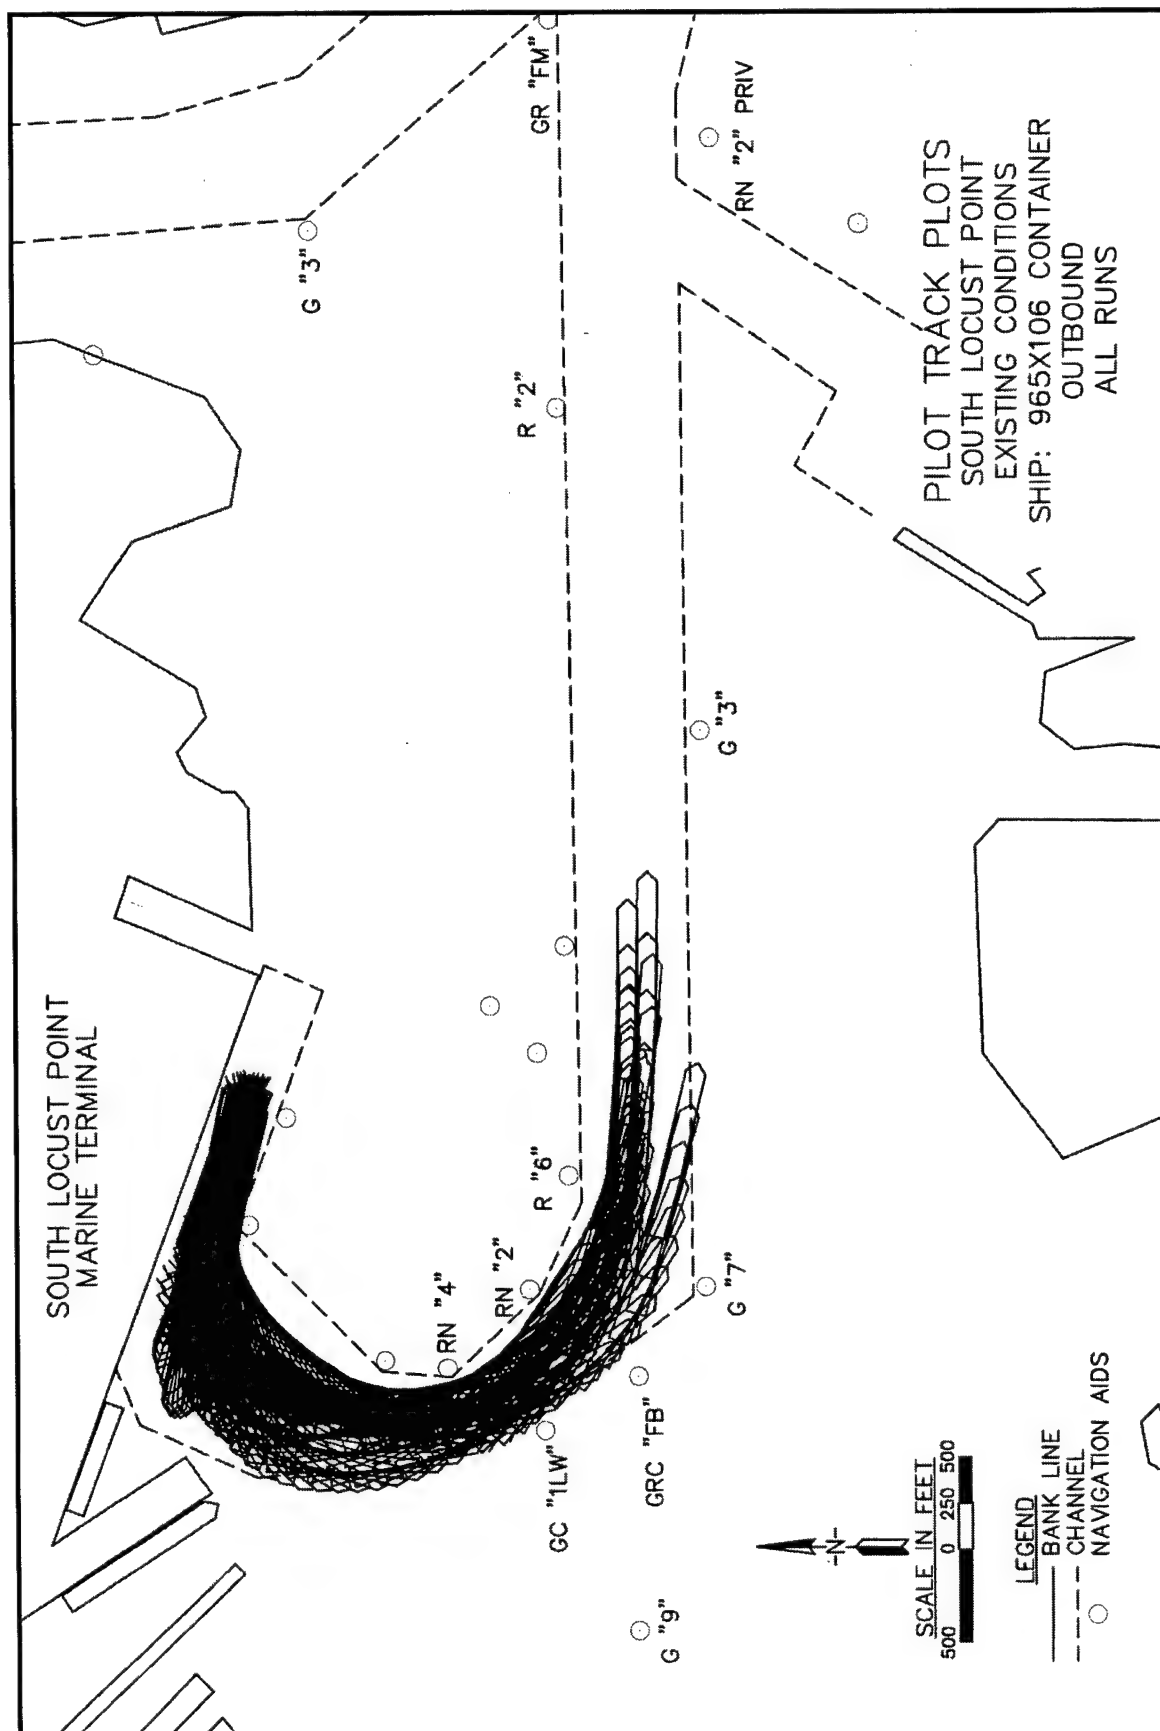 SOUTH LOCUST POINT
MARINE TERMINAL
G "3"
GR "FM"
RN "2" PRIV
R "2"
G "3"
R "6"
RN "2"
RN "4"
G "7"
GC "1LW"
GRC "FB"
G "9"
-N-
SCALE IN FEET
500 0 250 500
LEGEND
BANK LINE
CHANNEL
NAVIGATION AIDS
PILOT TRACK PLOTS
SOUTH LOCUST POINT
EXISTING CONDITIONS
SHIP: 965X106 CONTAINER
OUTBOUND
ALL RUNS